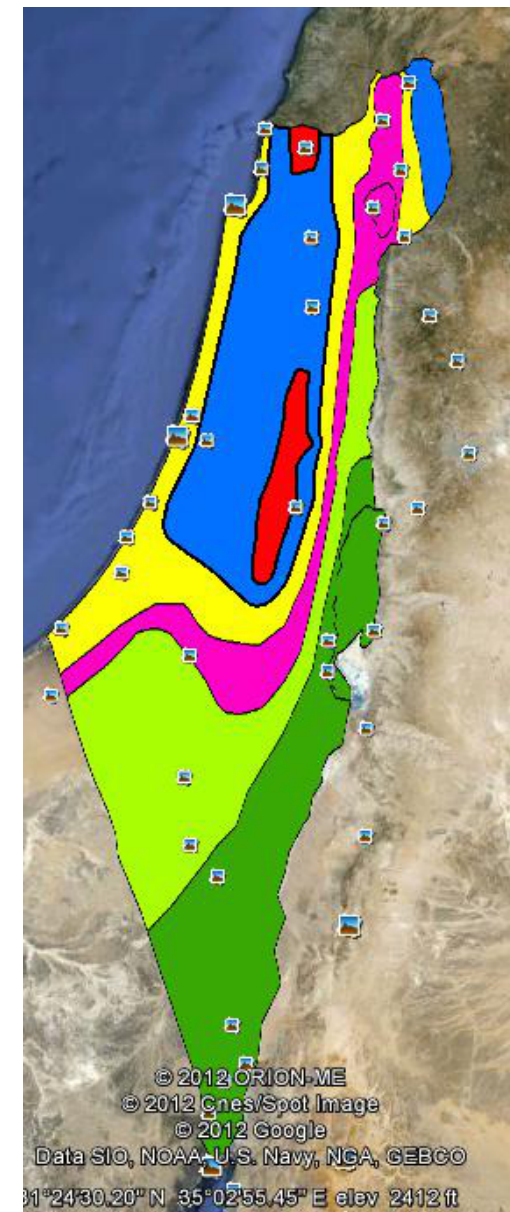 © 2012 ORION-ME
© 2012 Cnes/Spot Image
© 2012 Google
Data SIO, NOAA, U.S. Navy, NGA, GEBCO
31°24'30.20" N 35°02'55.45" E elev 2412 ft